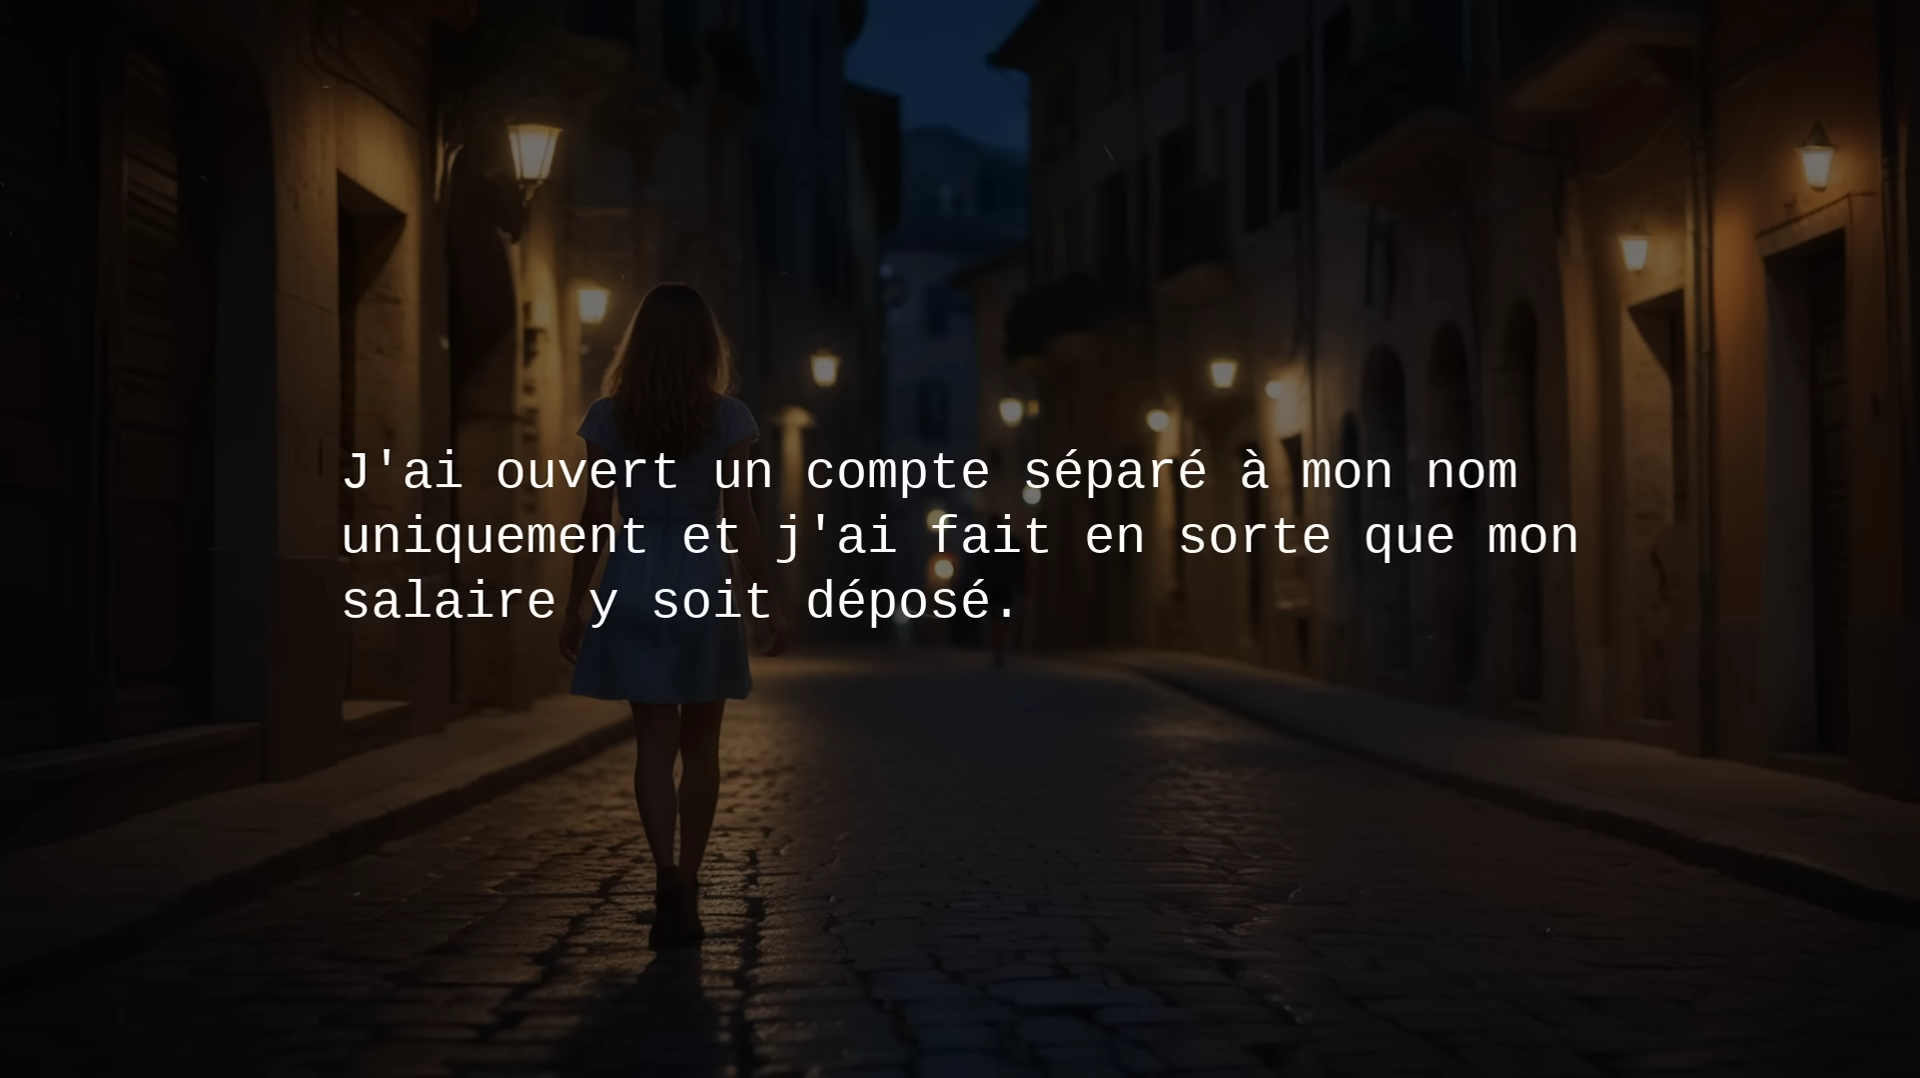 J'ai ouvert un compte séparé à mon nom
uniquement et j'ai fait en sorte que mon
salaire y soit déposé.